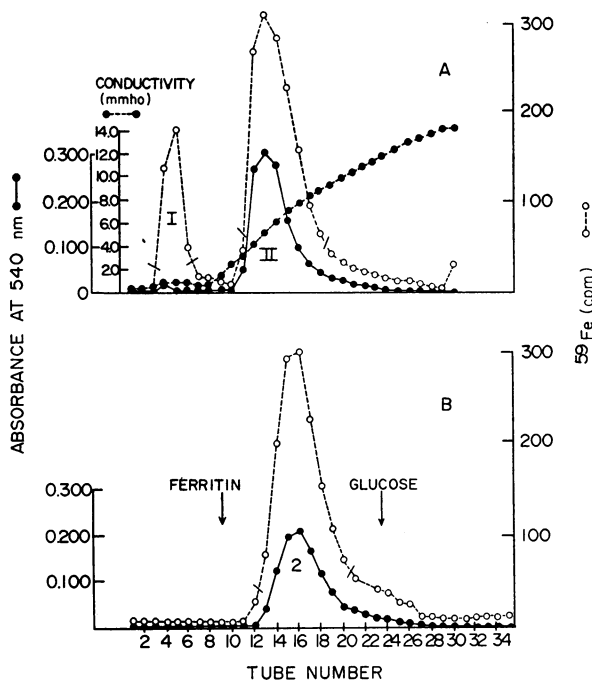 CONDUCTIVITY
(mmho)
A
300
200
100
14.0
12.0
10.0
8.0
6.0
4.0
2.0
0
0.300
0.200
0.100
0
I
II
ABSORBANCE AT 540 nm
59Fe (cpm)
B
300
200
100
FERRITIN
GLUCOSE
0.300
0.200
0.100
2
2 4 6 8 10 12 14 16 18 20 22 24 26 28 30 32 34
TUBE NUMBER